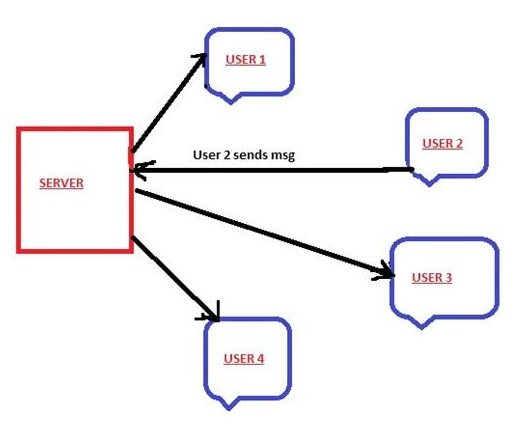 USER 1
USER 2
User 2 sends msg
SERVER
USER 3
USER 4